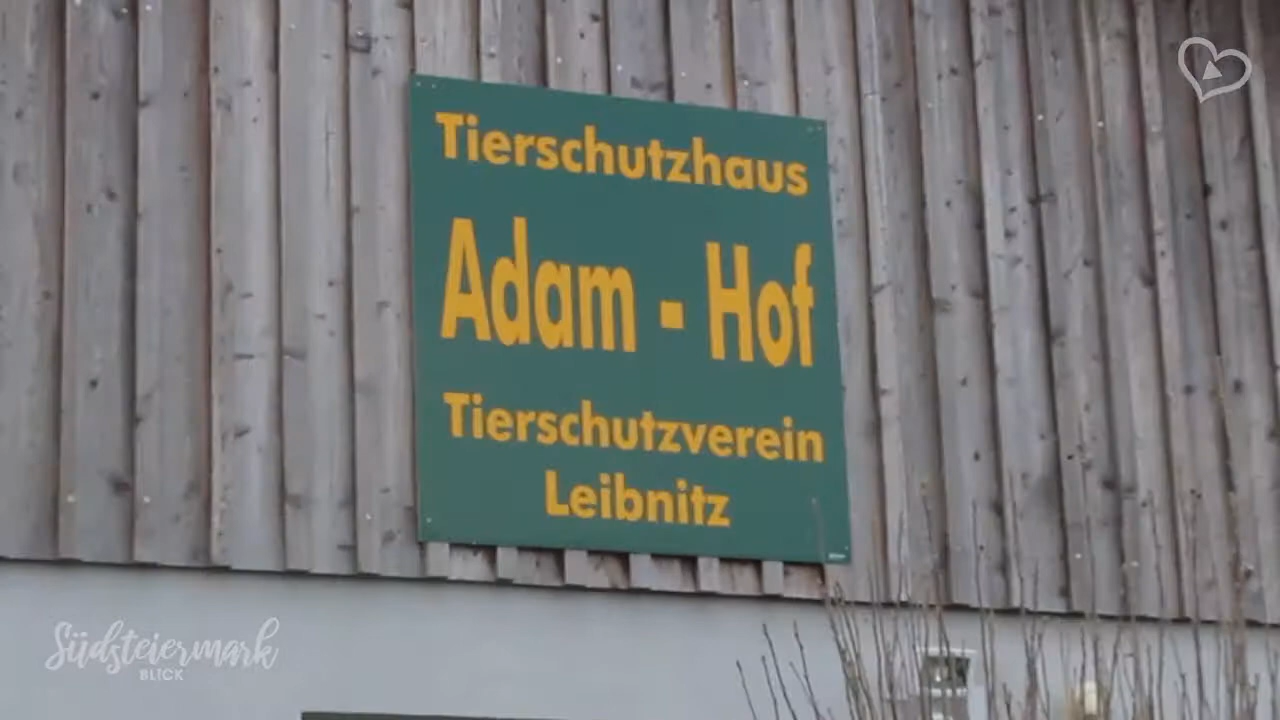 Tierschutzhaus
Adam - Hof
Tierschutzverein
Leibnitz
Südsteiermark
BLICK